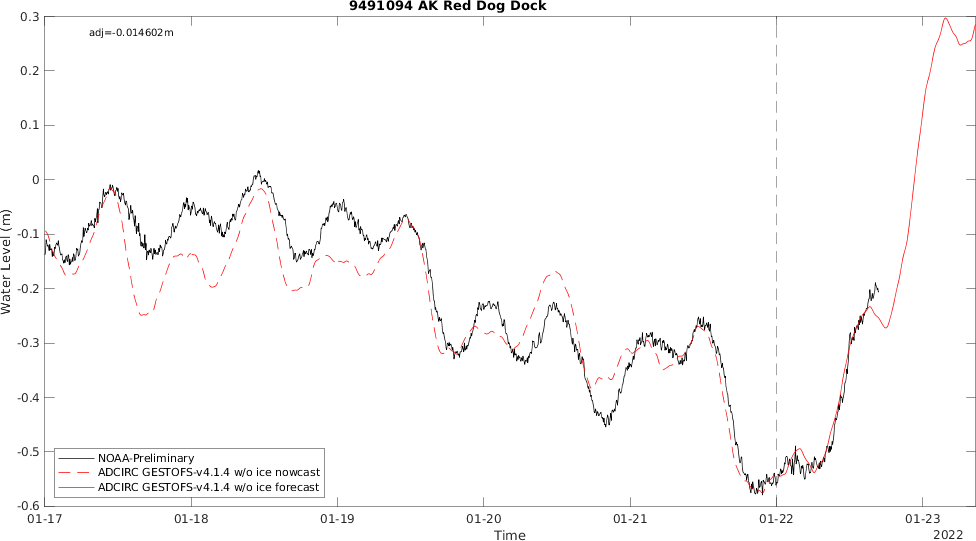 9491094 AK Red Dog Dock
adj=-0.014602m
0.3
0.2
0.1
0
-0.1
-0.2
-0.3
-0.4
-0.5
-0.6
Water Level (m)
NOAA-Preliminary
ADCIRC GESTOFS-v4.1.4 w/o ice nowcast
ADCIRC GESTOFS-v4.1.4 w/o ice forecast
01-17 01-18 01-19 01-20 01-21 01-22 01-23
Time
2022